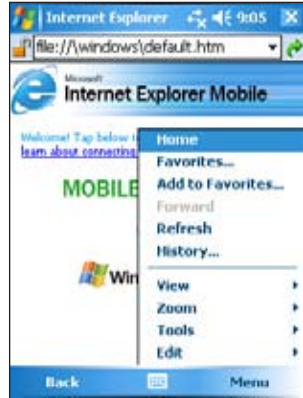 Internet Explorer 9:05
file://\windows\default.htm
Microsoft
Internet Explorer Mobile
Welcome! Tap below
learn about connecting
MOBILE
Win
Home
Favorites...
Add to Favorites...
Forward
Refresh
History...
View
Zoom
Tools
Edit
Back
Menu